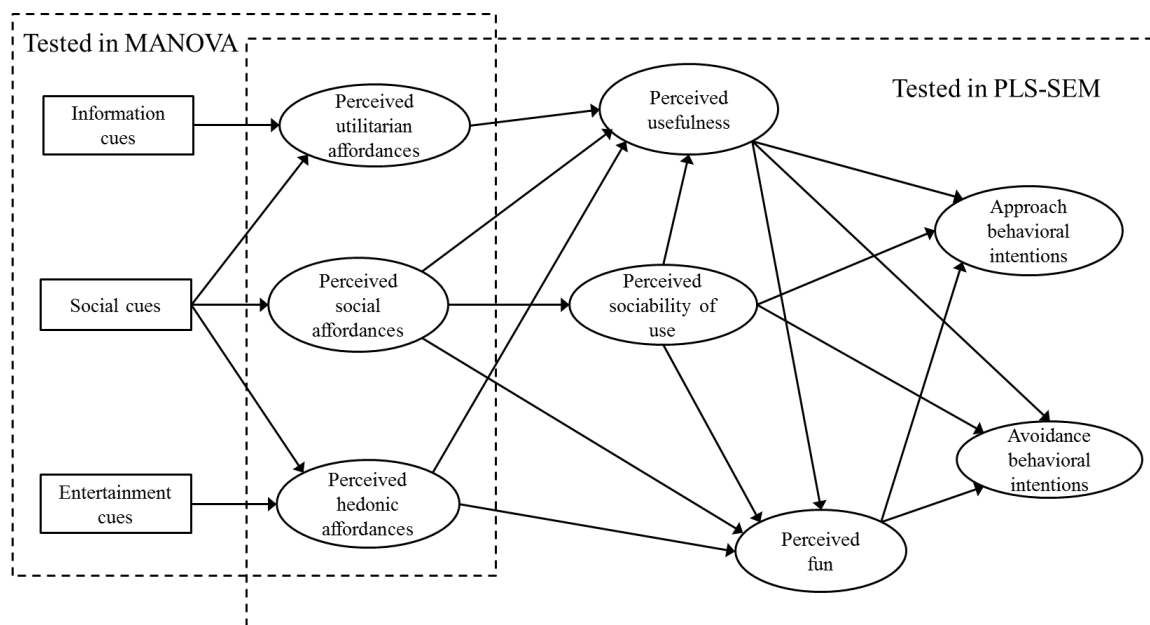 Tested in MANOVA
Tested in PLS-SEM
Information
cues
Perceived
utilitarian
affordances
Perceived
usefulness
Approach
behavioral
intentions
Social cues
Perceived
social
affordances
Perceived
sociability of
use
Avoidance
behavioral
intentions
Entertainment
cues
Perceived
hedonic
affordances
Perceived
fun